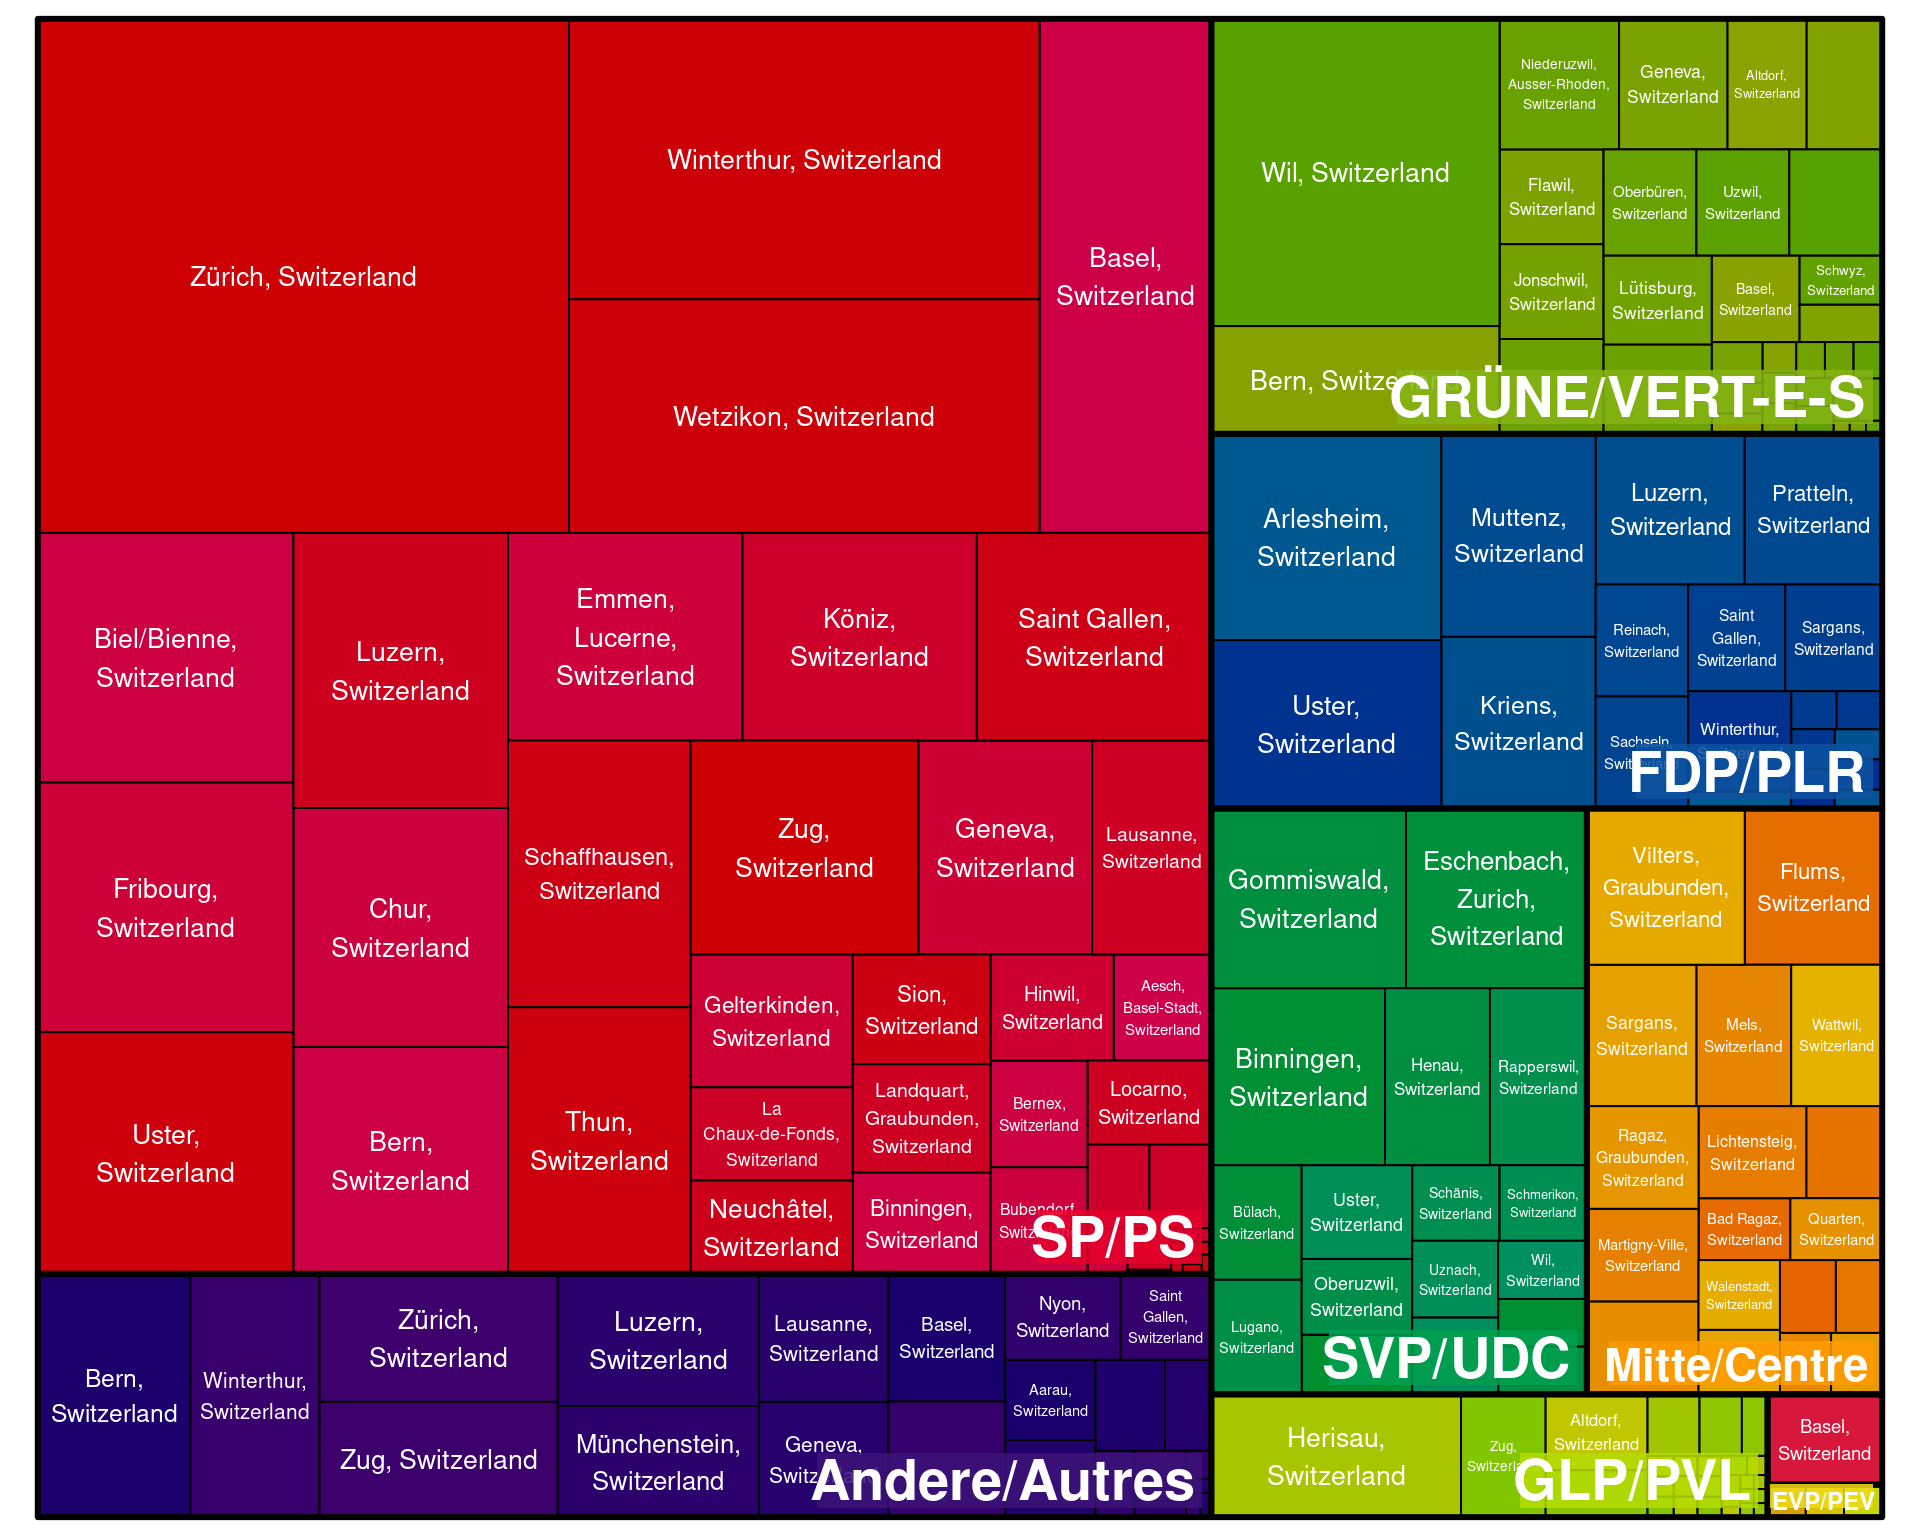 Zürich, Switzerland
Winterthur, Switzerland
Wetzikon, Switzerland
Basel,
Switzerland
Biel/Bienne,
Switzerland
Fribourg,
Switzerland
Uster,
Switzerland
Luzern,
Switzerland
Chur,
Switzerland
Bern,
Switzerland
Emmen,
Lucerne,
Switzerland
Köniz,
Switzerland
Saint Gallen,
Switzerland
Schaffhausen,
Switzerland
Thun,
Switzerland
Zug,
Switzerland
Geneva,
Switzerland
Lausanne,
Switzerland
Gelterkinden,
Switzerland
La
Chaux-de-Fonds,
Switzerland
Neuchâtel,
Switzerland
Sion,
Switzerland
Landquart,
Graubunden,
Switzerland
Binningen,
Switzerland
Hinwil,
Switzerland
Aesch,
Basel-Stadt,
Switzerland
Bernex,
Switzerland
Locarno,
Switzerland
Bubendorf,
SP/PS
Bern,
Switzerland
Winterthur,
Switzerland
Zürich,
Switzerland
Zug, Switzerland
Luzern,
Switzerland
Münchenstein,
Switzerland
Lausanne,
Switzerland
Geneva,
Basel,
Switzerland
Nyon,
Switzerland
Saint
Gallen,
Switzerland
Aarau,
Switzerland
Andere/Autres
Wil, Switzerland
Bern, Switzerland
Niederuzwil,
Ausser-Rhoden,
Switzerland
Geneva,
Switzerland
Altdorf,
Switzerland
Flawil,
Switzerland
Oberbüren,
Switzerland
Uzwil,
Switzerland
Jonschwil,
Switzerland
Lütisburg,
Switzerland
Basel,
Switzerland
Schwyz,
Switzerland
GRÜNE/VERT-E-S
Arlesheim,
Switzerland
Uster,
Switzerland
Muttenz,
Switzerland
Kriens,
Switzerland
Luzern,
Switzerland
Pratteln,
Switzerland
Reinach,
Switzerland
Saint
Gallen,
Switzerland
Sargans,
Switzerland
Sachseln,
Winterthur,
Switzerland
FDP/PLR
Gommiswald,
Switzerland
Eschenbach,
Zurich,
Switzerland
Binningen,
Switzerland
Henau,
Switzerland
Rapperswil,
Switzerland
Bülach,
Switzerland
Lugano,
Switzerland
Uster,
Switzerland
Oberuzwil,
Switzerland
Schänis,
Switzerland
Schmerikon,
Switzerland
Uznach,
Switzerland
Wil,
Switzerland
SVP/UDC
Vilters,
Graubunden,
Switzerland
Flums,
Switzerland
Sargans,
Switzerland
Mels,
Switzerland
Wattwil,
Switzerland
Ragaz,
Graubunden,
Switzerland
Lichtensteig,
Switzerland
Martigny-Ville,
Switzerland
Bad Ragaz,
Switzerland
Quarten,
Switzerland
Walenstadt,
Switzerland
Mitte/Centre
Herisau,
Switzerland
Zug,
Altdorf,
Switzerland
GLP/PVL
Basel,
Switzerland
EVP/PEV